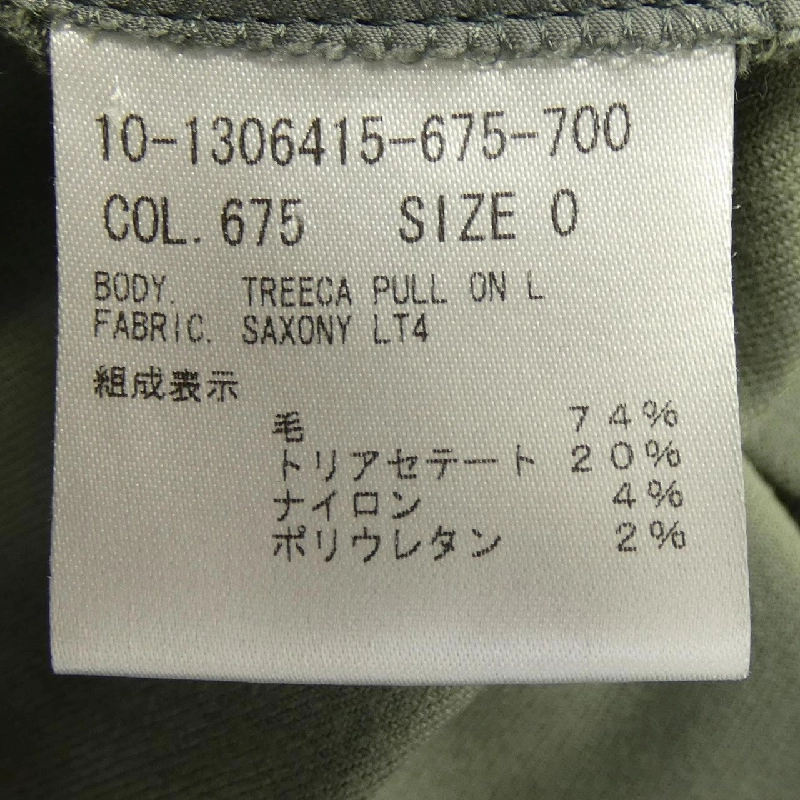 10-1306415-675-700
COL. 675 SIZE 0
BODY. TREECA PULL ON L
FABRIC. SAXONY LT4
組成表示
毛 74%
トリアセテート 20%
ナイロン 4%
ポリウレタン 2%